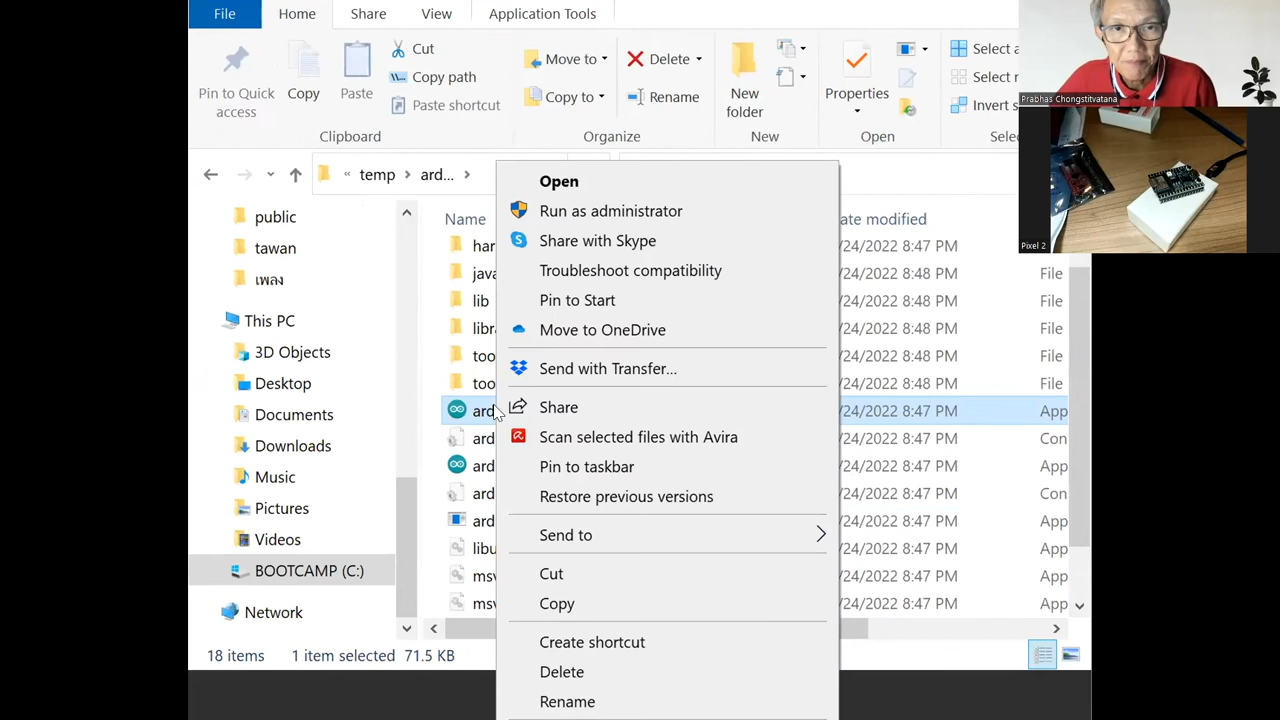 File
Home
Share
View
Application Tools
Pin to Quick
access
Copy
Paste
Cut
Copy path
Paste shortcut
Clipboard
Move to
Copy to
Delete
Rename
Organize
New
folder
New
Properties
Open
Select a
Select n
Invert s
Selec
Prabhas Chongstitvatana
Pixel 2
« temp › ard... ›
public
tawan
เพลง
This PC
3D Objects
Desktop
Documents
Downloads
Music
Pictures
Videos
BOOTCAMP (C:)
Network
Name
ate modified
har
/24/2022 8:47 PM
File
java
/24/2022 8:48 PM
File
lib
/24/2022 8:48 PM
File
libra
/24/2022 8:48 PM
File
too
/24/2022 8:48 PM
File
too
/24/2022 8:48 PM
File
ard
/24/2022 8:47 PM
App
ard
/24/2022 8:47 PM
Con
ard
/24/2022 8:47 PM
App
ard
/24/2022 8:47 PM
Con
ard
/24/2022 8:47 PM
App
libu
/24/2022 8:47 PM
App
msv
/24/2022 8:47 PM
App
msv
/24/2022 8:47 PM
App
Open
Run as administrator
Share with Skype
Troubleshoot compatibility
Pin to Start
Move to OneDrive
Send with Transfer...
Share
Scan selected files with Avira
Pin to taskbar
Restore previous versions
Send to
Cut
Copy
Create shortcut
Delete
Rename
18 items
1 item selected
71.5 KB